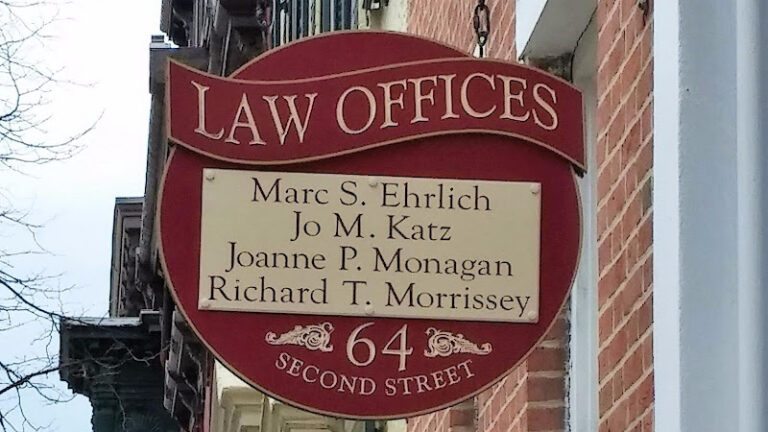 LAW OFFICES
Marc S. Ehrlich
Jo M. Katz
Joanne P. Monagan
Richard T. Morrissey
64
SECOND STREET